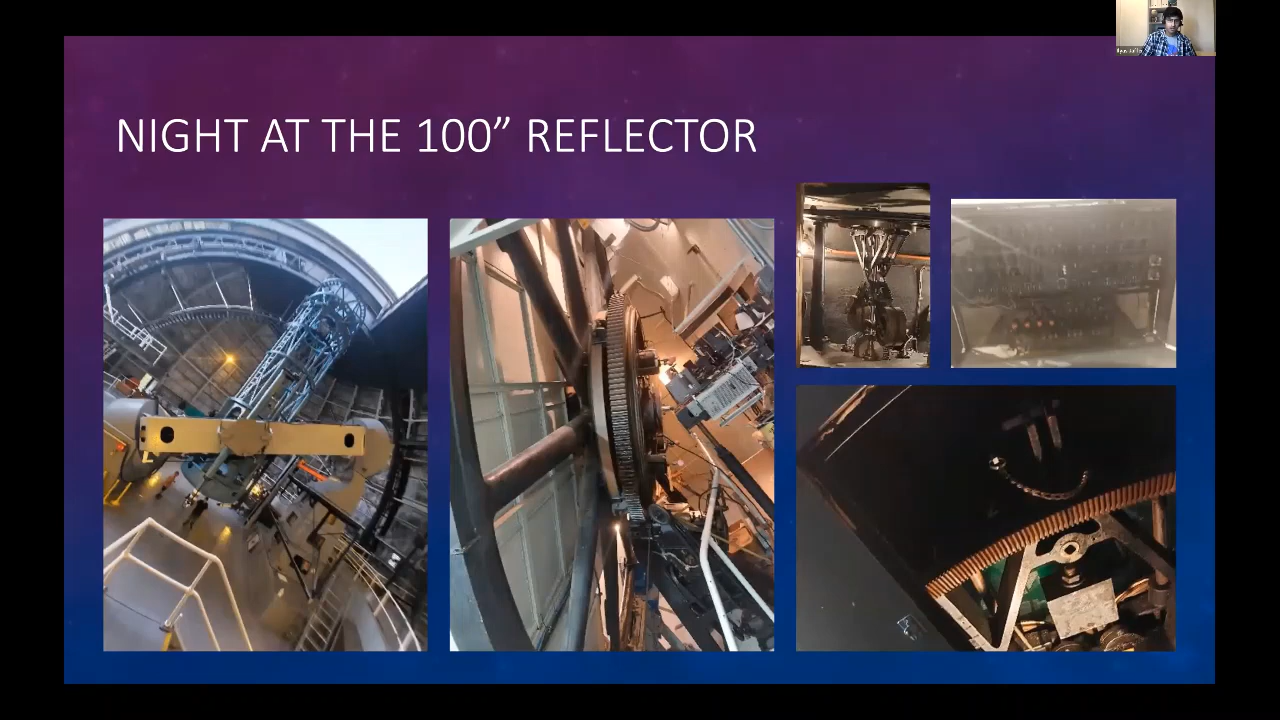 NIGHT AT THE 100” REFLECTOR